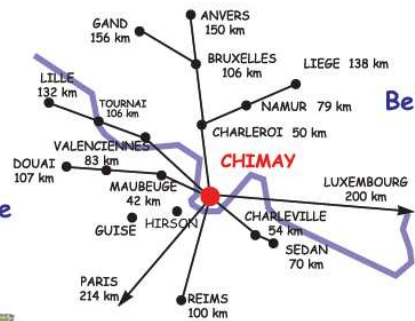 GAND
156 km
ANVERS
150 km
BRUXELLES
106 km
LIEGE 138 km
LILLE
132 km
TOURNAI
106 km
NAMUR 79 km
Be
CHARLEROI 50 km
VALENCIENNES
83 km
DOUAI
107 km
CHIMAY
MAUBEUGE
42 km
LUXEMBOURG
200 km
e
GUISE
HIRSON
CHARLEVILLE
54 km
SEDAN
70 km
PARIS
214 km
REIMS
100 km